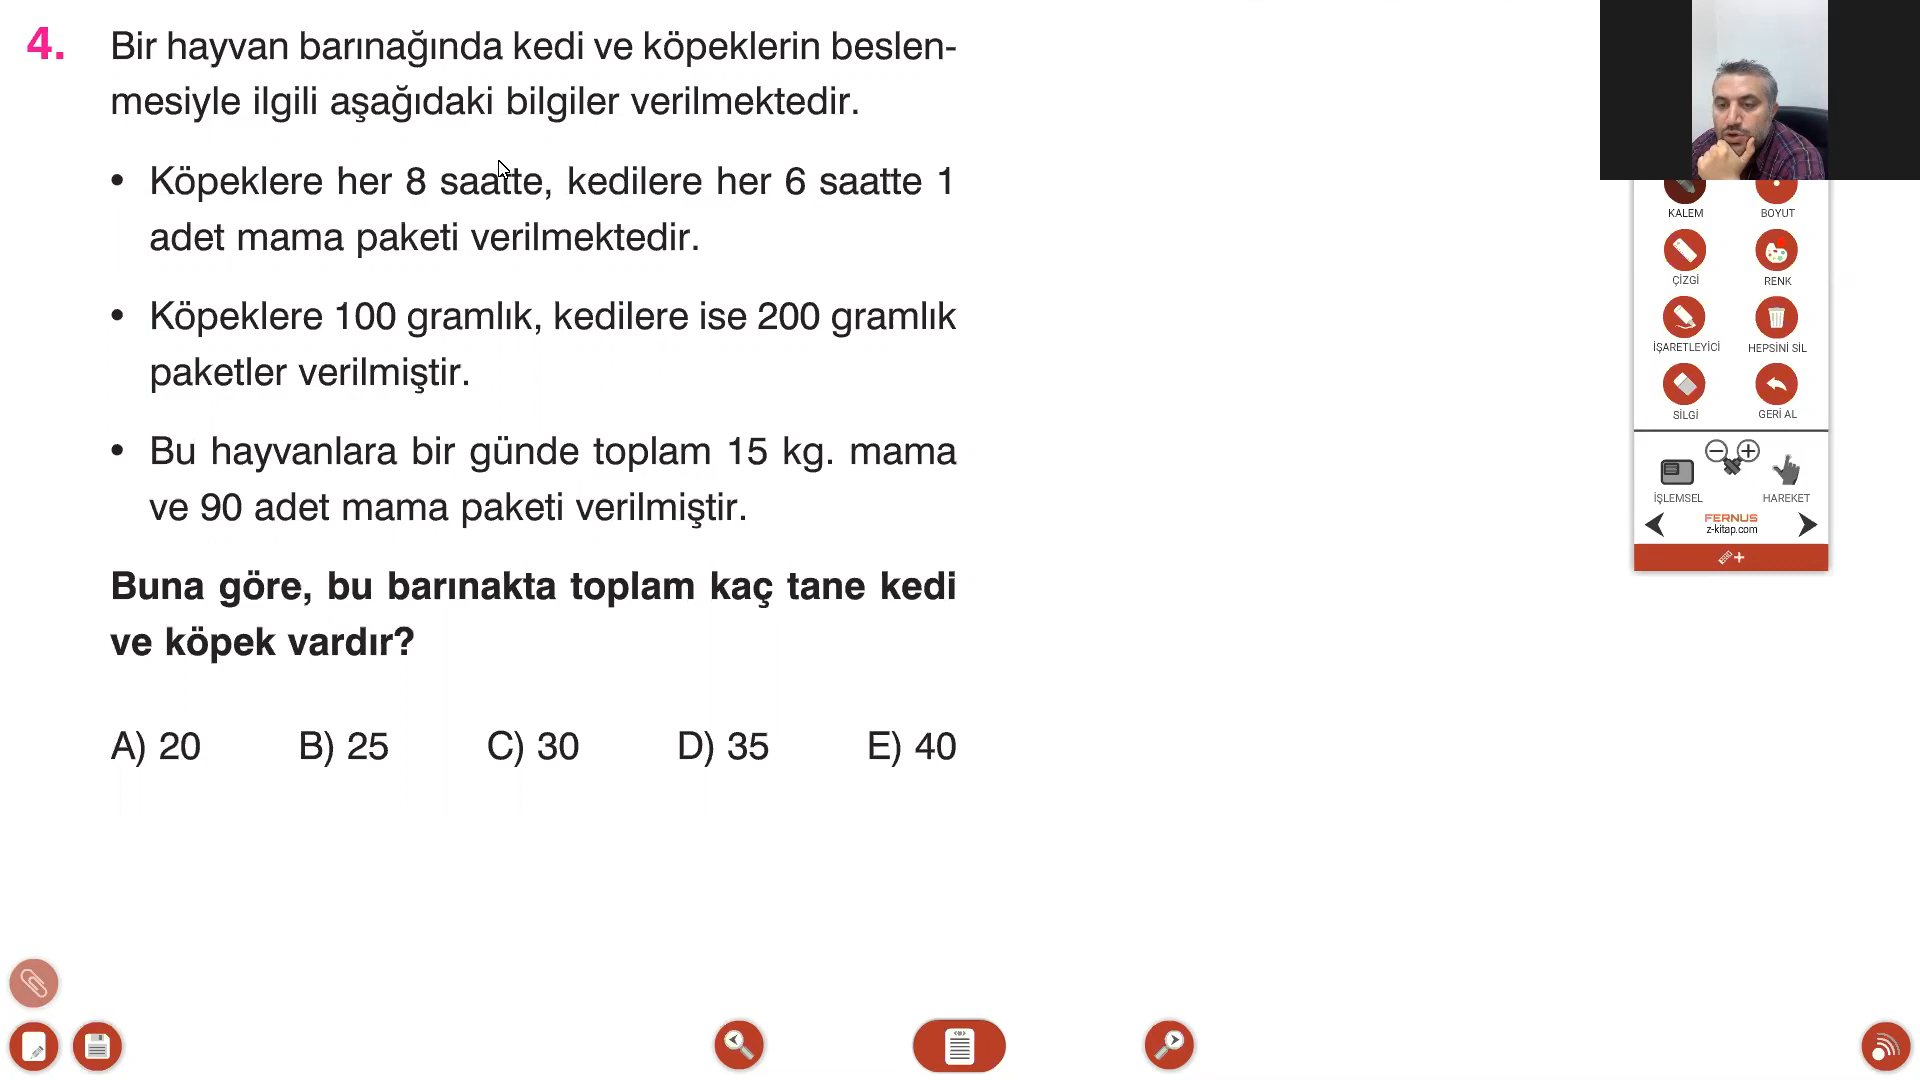 4. Bir hayvan barınağında kedi ve köpeklerin beslen-
mesiyle ilgili aşağıdaki bilgiler verilmektedir.
• Köpeklere her 8 saatte, kedilere her 6 saatte 1
adet mama paketi verilmektedir.
• Köpeklere 100 gramlık, kedilere ise 200 gramlık
paketler verilmiştir.
• Bu hayvanlara bir günde toplam 15 kg. mama
ve 90 adet mama paketi verilmiştir.
Buna göre, bu barınakta toplam kaç tane kedi
ve köpek vardır?
A) 20 B) 25 C) 30 D) 35 E) 40
KALEM BOYUT
ÇİZGİ RENK
İŞARETLEYİCİ HEPSİNİ SİL
SİLGİ GERİ AL
İŞLEMSEL HAREKET
FERNUS
z-kitap.com